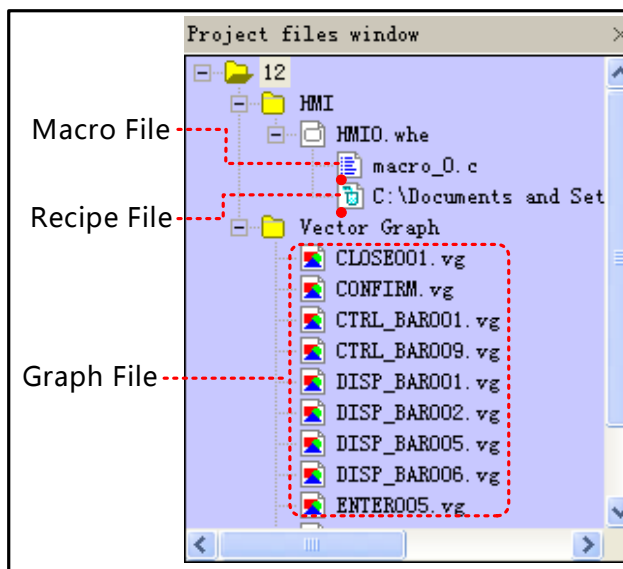 Project files window
12
HMI
HMI0.whe
Macro File
macro_0.c
Recipe File
C:\Documents and Set
Vector Graph
CLOSE001.vg
CONFIRM.vg
CTRL_BAR001.vg
CTRL_BAR009.vg
Graph File
DISP_BAR001.vg
DISP_BAR002.vg
DISP_BAR005.vg
DISP_BAR006.vg
ENTER005.vg